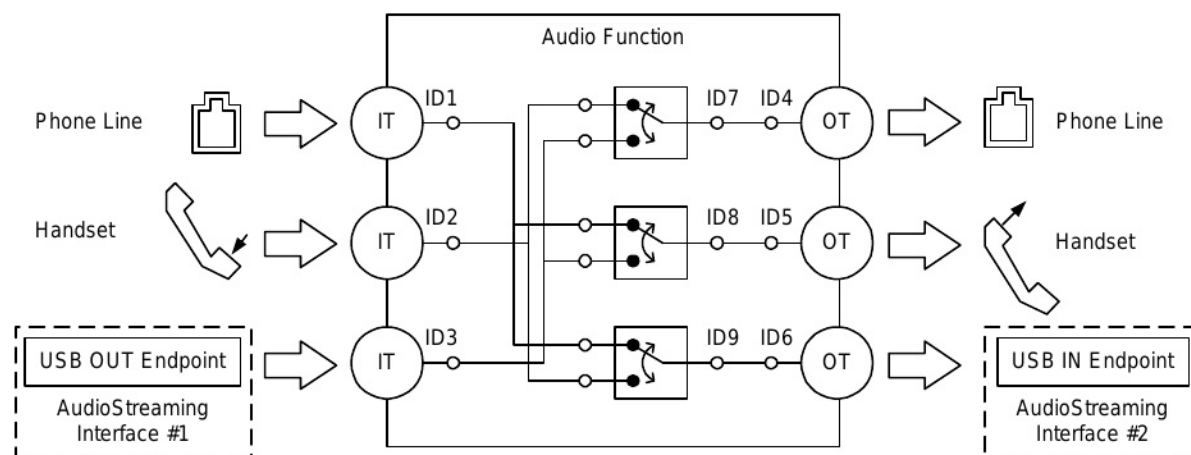 Audio Function
Phone Line
IT
ID1
ID7
ID4
OT
Phone Line
Handset
IT
ID2
ID8
ID5
OT
Handset
USB OUT Endpoint
AudioStreaming
Interface #1
IT
ID3
ID9
ID6
OT
USB IN Endpoint
AudioStreaming
Interface #2